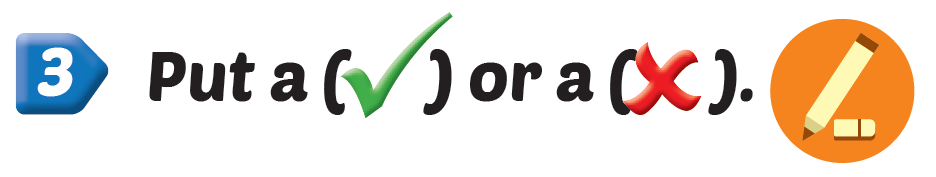 3 Put a (✓) or a (✗).